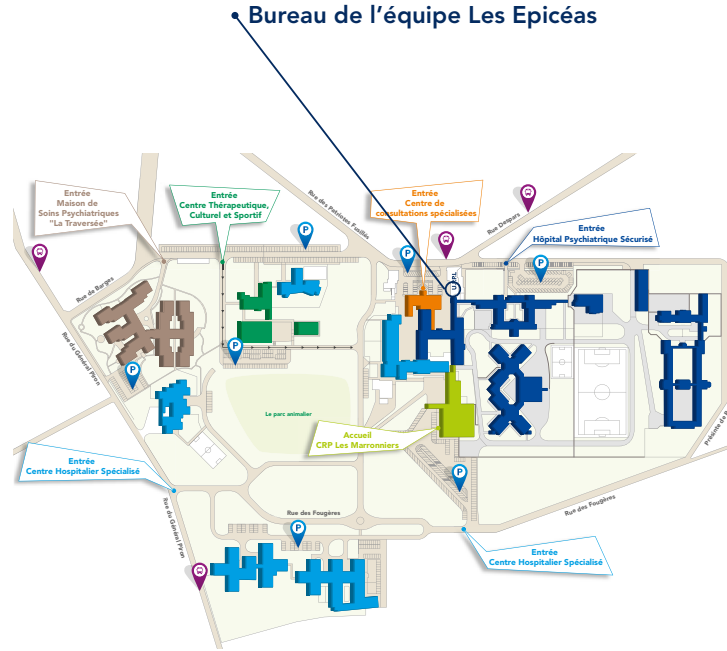 Bureau de l'équipe Les Epicéas
Entrée
Maison de
Soins Psychiatriques
"La Traversée"
Entrée
Centre Thérapeutique,
Culturel et Sportif
Rue des Patriotes Fusillés
Entrée
Centre de
consultations spécialisées
Rue Despars
Entrée
Hôpital Psychiatrique Sécurisé
P
P
P
Rue de Barges
Rue du Général Piron
P
P
Le parc animalier
Accueil
CRP Les Marronniers
Entrée
Centre Hospitalier Spécialisé
P
Rue du Général Piron
Rue des Fougères
P
Rue des Fougères
Entrée
Centre Hospitalier Spécialisé